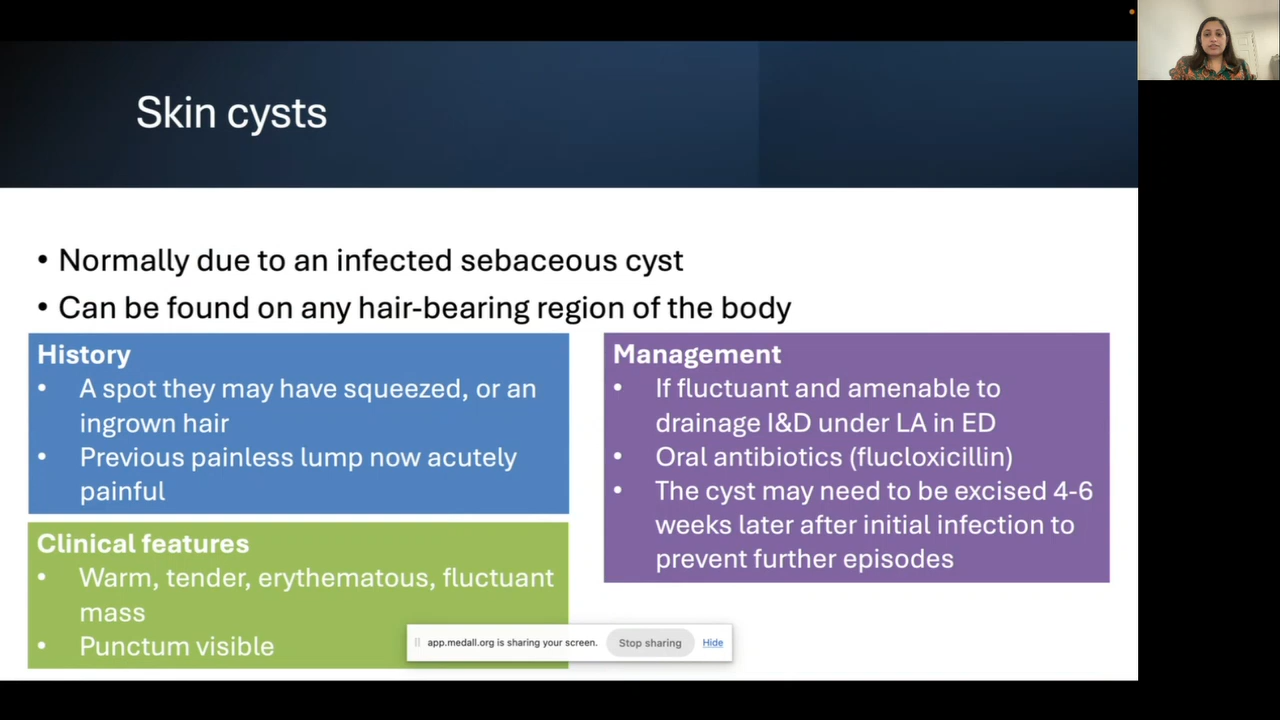 Skin cysts
• Normally due to an infected sebaceous cyst
• Can be found on any hair-bearing region of the body
History
• A spot they may have squeezed, or an
ingrown hair
• Previous painless lump now acutely
painful
Clinical features
• Warm, tender, erythematous, fluctuant
mass
• Punctum visible
Management
• If fluctuant and amenable to
drainage I&D under LA in ED
• Oral antibiotics (flucloxicillin)
• The cyst may need to be excised 4-6
weeks later after initial infection to
prevent further episodes
app.medall.org is sharing your screen. Stop sharing Hide